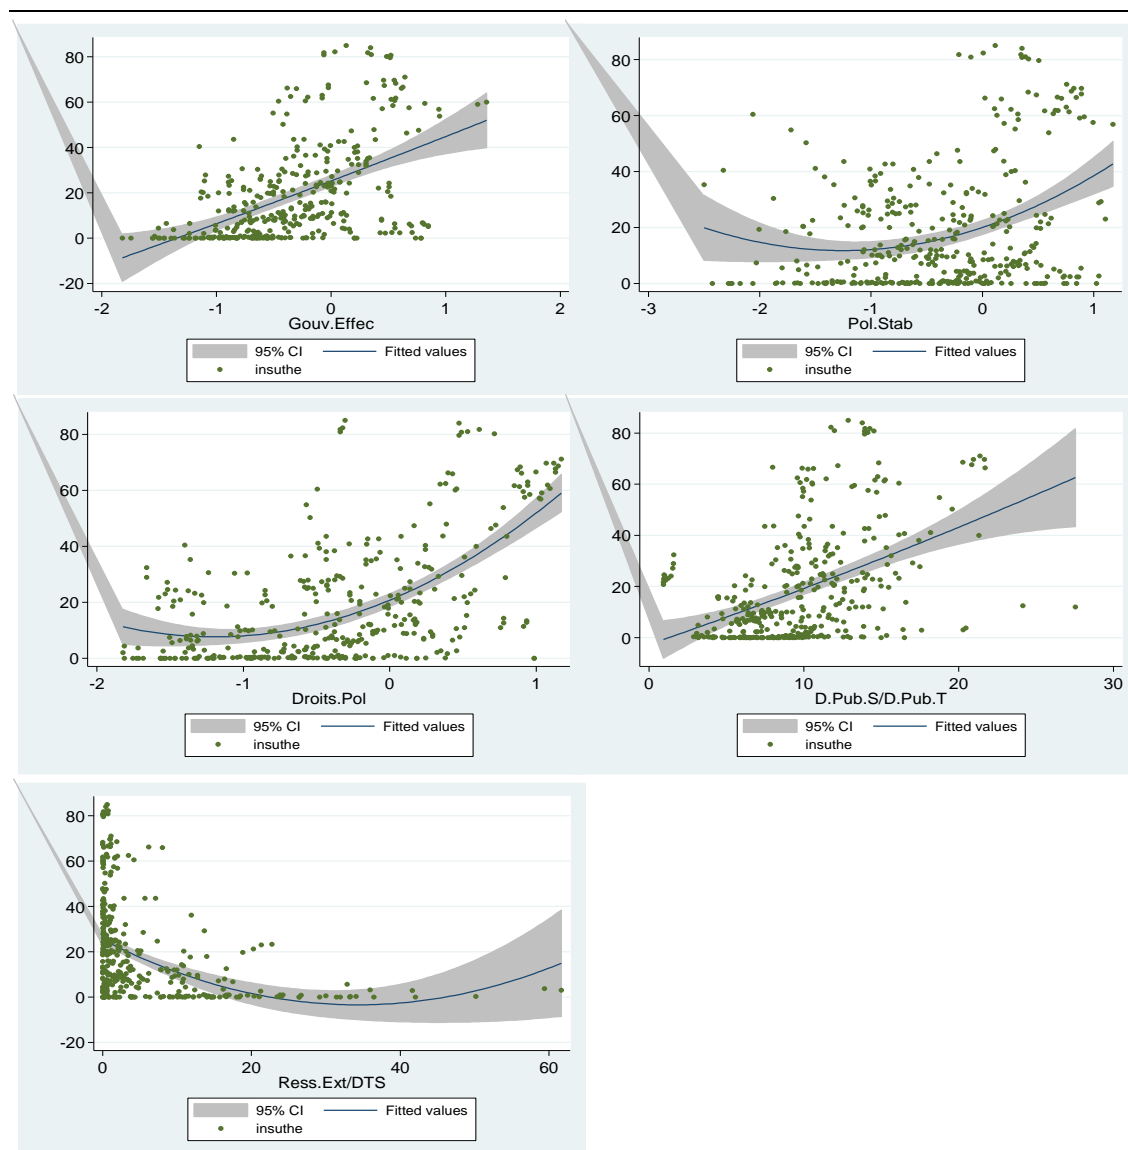 80
60
40
20
0
-20
-2 -1 0 1 2
Gouv.Effec
95% CI Fitted values
insuthe
80
60
40
20
0
-3 -2 -1 0 1
Pol.Stab
95% CI Fitted values
insuthe
80
60
40
20
0
-2 -1 0 1
Droits.Pol
95% CI Fitted values
insuthe
80
60
40
20
0
0 10 20 30
D.Pub.S/D.Pub.T
95% CI Fitted values
insuthe
80
60
40
20
0
-20
0 20 40 60
Ress.Ext/DTS
95% CI Fitted values
insuthe